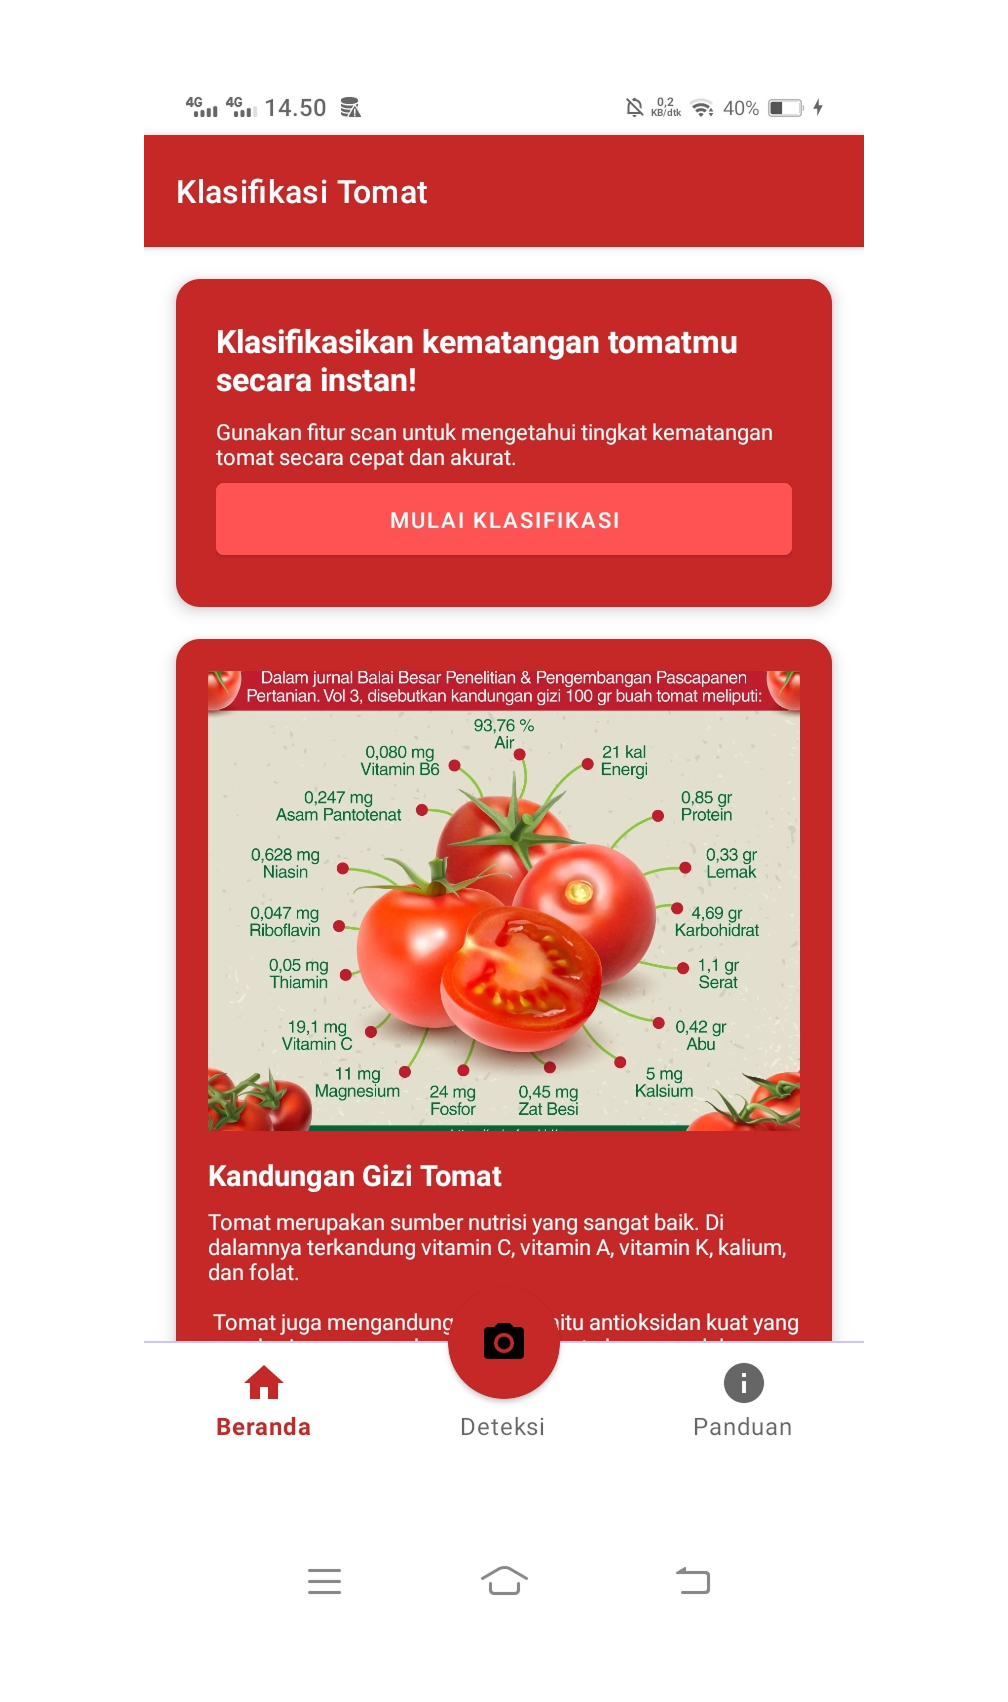 4G 4G 14.50 0,2 KB/dtk 40%
Klasifikasi Tomat
Klasifikasikan kematangan tomatmu
secara instan!
Gunakan fitur scan untuk mengetahui tingkat kematangan
tomat secara cepat dan akurat.
MULAI KLASIFIKASI
Dalam jurnal Balai Besar Penelitian & Pengembangan Pascapanen
Pertanian. Vol 3, disebutkan kandungan gizi 100 gr buah tomat meliputi:
93,76 %
Air
0,080 mg
Vitamin B6
21 kal
Energi
0,247 mg
Asam Pantotenat
0,85 gr
Protein
0,628 mg
Niasin
0,33 gr
Lemak
0,047 mg
Riboflavin
4,69 gr
Karbohidrat
0,05 mg
Thiamin
1,1 gr
Serat
19,1 mg
Vitamin C
0,42 gr
Abu
11 mg
Magnesium
24 mg
Fosfor
0,45 mg
Zat Besi
5 mg
Kalsium
Kandungan Gizi Tomat
Tomat merupakan sumber nutrisi yang sangat baik. Di
dalamnya terkandung vitamin C, vitamin A, vitamin K, kalium,
dan folat.
Tomat juga mengandung itu antioksidan kuat yang
Beranda
Deteksi
Panduan